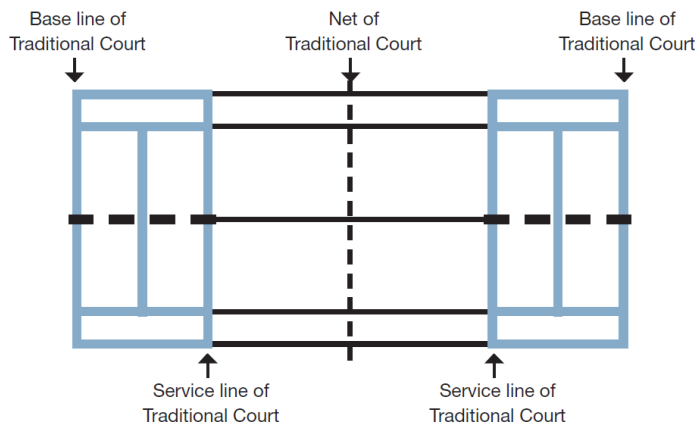 Base line of
Traditional Court
Net of
Traditional Court
Base line of
Traditional Court
Service line of
Traditional Court
Service line of
Traditional Court